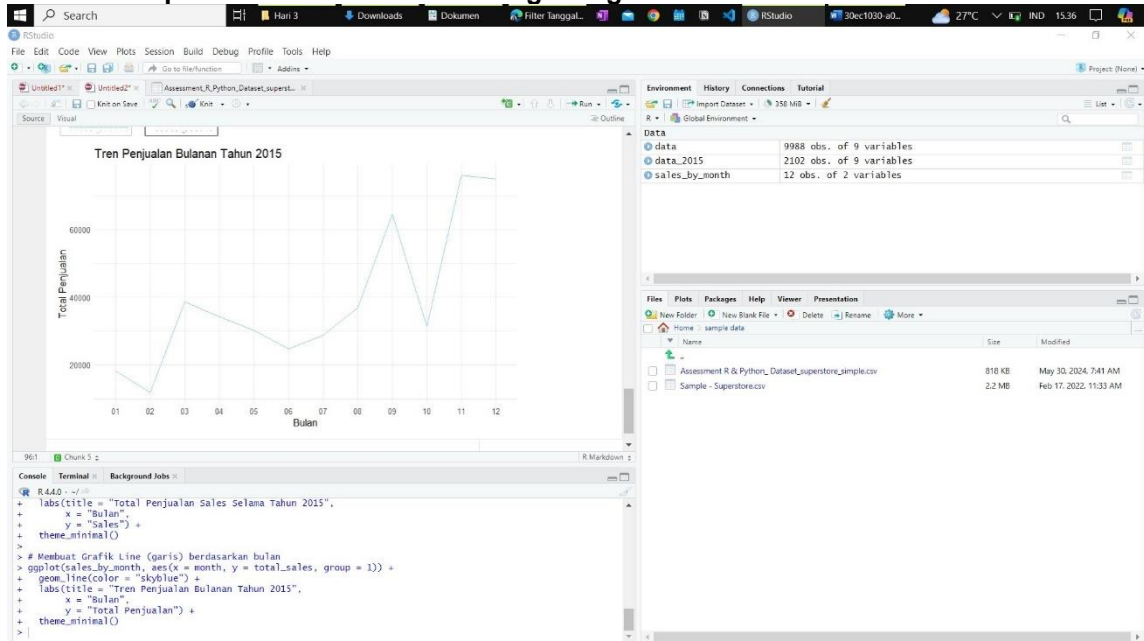 Search
Hari 3
Downloads
Dokumen
Filter Tanggal...
RStudio
30ec1030-a0...
27°C
IND
15.36
RStudio
File Edit Code View Plots Session Build Debug Profile Tools Help
Go to file/function
Addins
Project: (None)
Untitled1*
Untitled2*
Assessment_R_Python_Dataset_superst...
Knit on Save
Knit
Run
Source Visual
Outline
Tren Penjualan Bulanan Tahun 2015
Total Penjualan
60000
40000
20000
01 02 03 04 05 06 07 08 09 10 11 12
Bulan
96:1 Chunk 5 R Markdown
Console Terminal Background Jobs
R 4.4.0 · ~/
+ labs(title = "Total Penjualan Sales Selama Tahun 2015",
+ x = "Bulan",
+ y = "Sales") +
+ theme_minimal()
>
> # Membuat Grafik Line (garis) berdasarkan bulan
> ggplot(sales_by_month, aes(x = month, y = total_sales, group = 1)) +
+ geom_line(color = "skyblue") +
+ labs(title = "Tren Penjualan Bulanan Tahun 2015",
+ x = "Bulan",
+ y = "Total Penjualan") +
+ theme_minimal()
>
Environment History Connections Tutorial
Import Dataset
358 MiB
List
R Global Environment
Data
data 9988 obs. of 9 variables
data_2015 2102 obs. of 9 variables
sales_by_month 12 obs. of 2 variables
Files Plots Packages Help Viewer Presentation
New Folder New Blank File Delete Rename More
Home sample data
Name Size Modified
..
Assessment R & Python_ Dataset_superstore_simple.csv 818 KB May 30, 2024, 7:41 AM
Sample - Superstore.csv 2.2 MB Feb 17, 2022, 11:33 AM